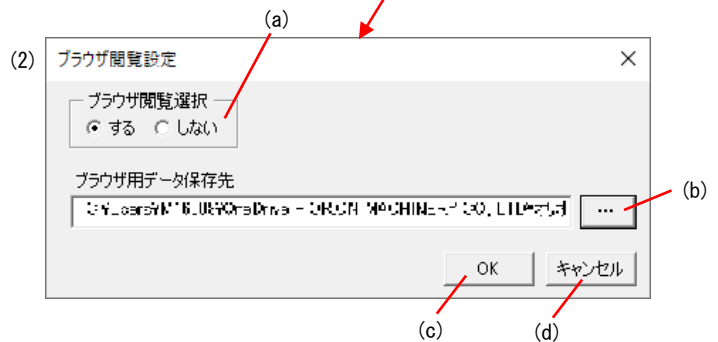 (a)
(2)
ブラウザ閲覧設定
ブラウザ閲覧選択
する しない
ブラウザ用データ保存先
... (b)
OK キャンセル
(c) (d)